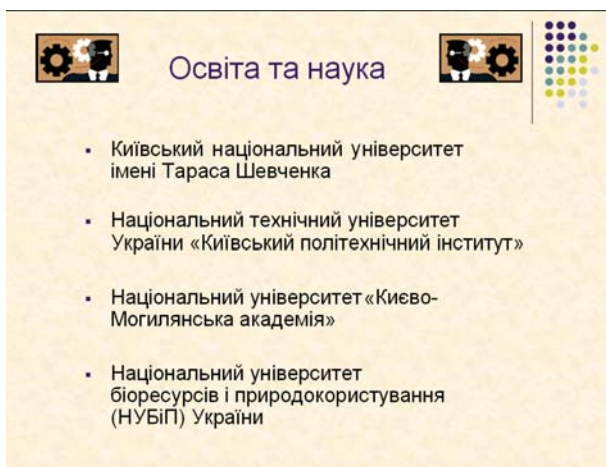 Освіта та наука
Київський національний університет
імені Тараса Шевченка
Національний технічний університет
України «Київський політехнічний інститут»
Національний університет «Києво-
Могилянська академія»
Національний університет
біоресурсів і природокористування
(НУБіП) України